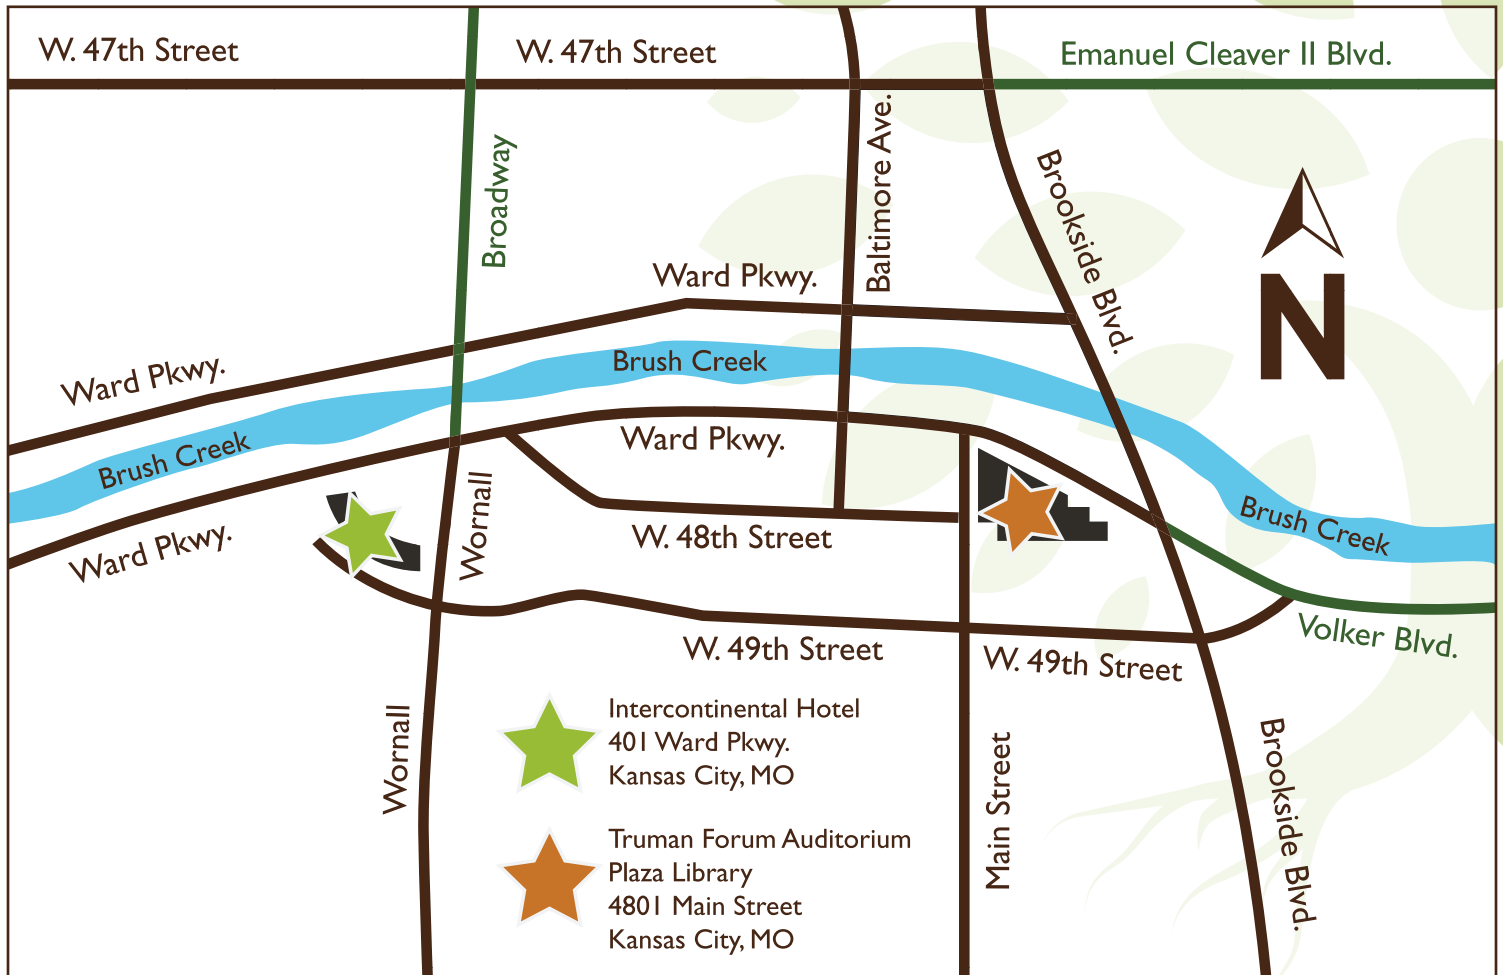 W. 47th Street
W. 47th Street
Emanuel Cleaver II Blvd.
Broadway
Baltimore Ave.
Brookside Blvd.
Ward Pkwy.
N
Ward Pkwy.
Brush Creek
Brush Creek
Ward Pkwy.
Ward Pkwy.
Wornall
W. 48th Street
Brush Creek
W. 49th Street
W. 49th Street
Volker Blvd.
Wornall
Intercontinental Hotel
401 Ward Pkwy.
Kansas City, MO
Main Street
Brookside Blvd.
Truman Forum Auditorium
Plaza Library
4801 Main Street
Kansas City, MO